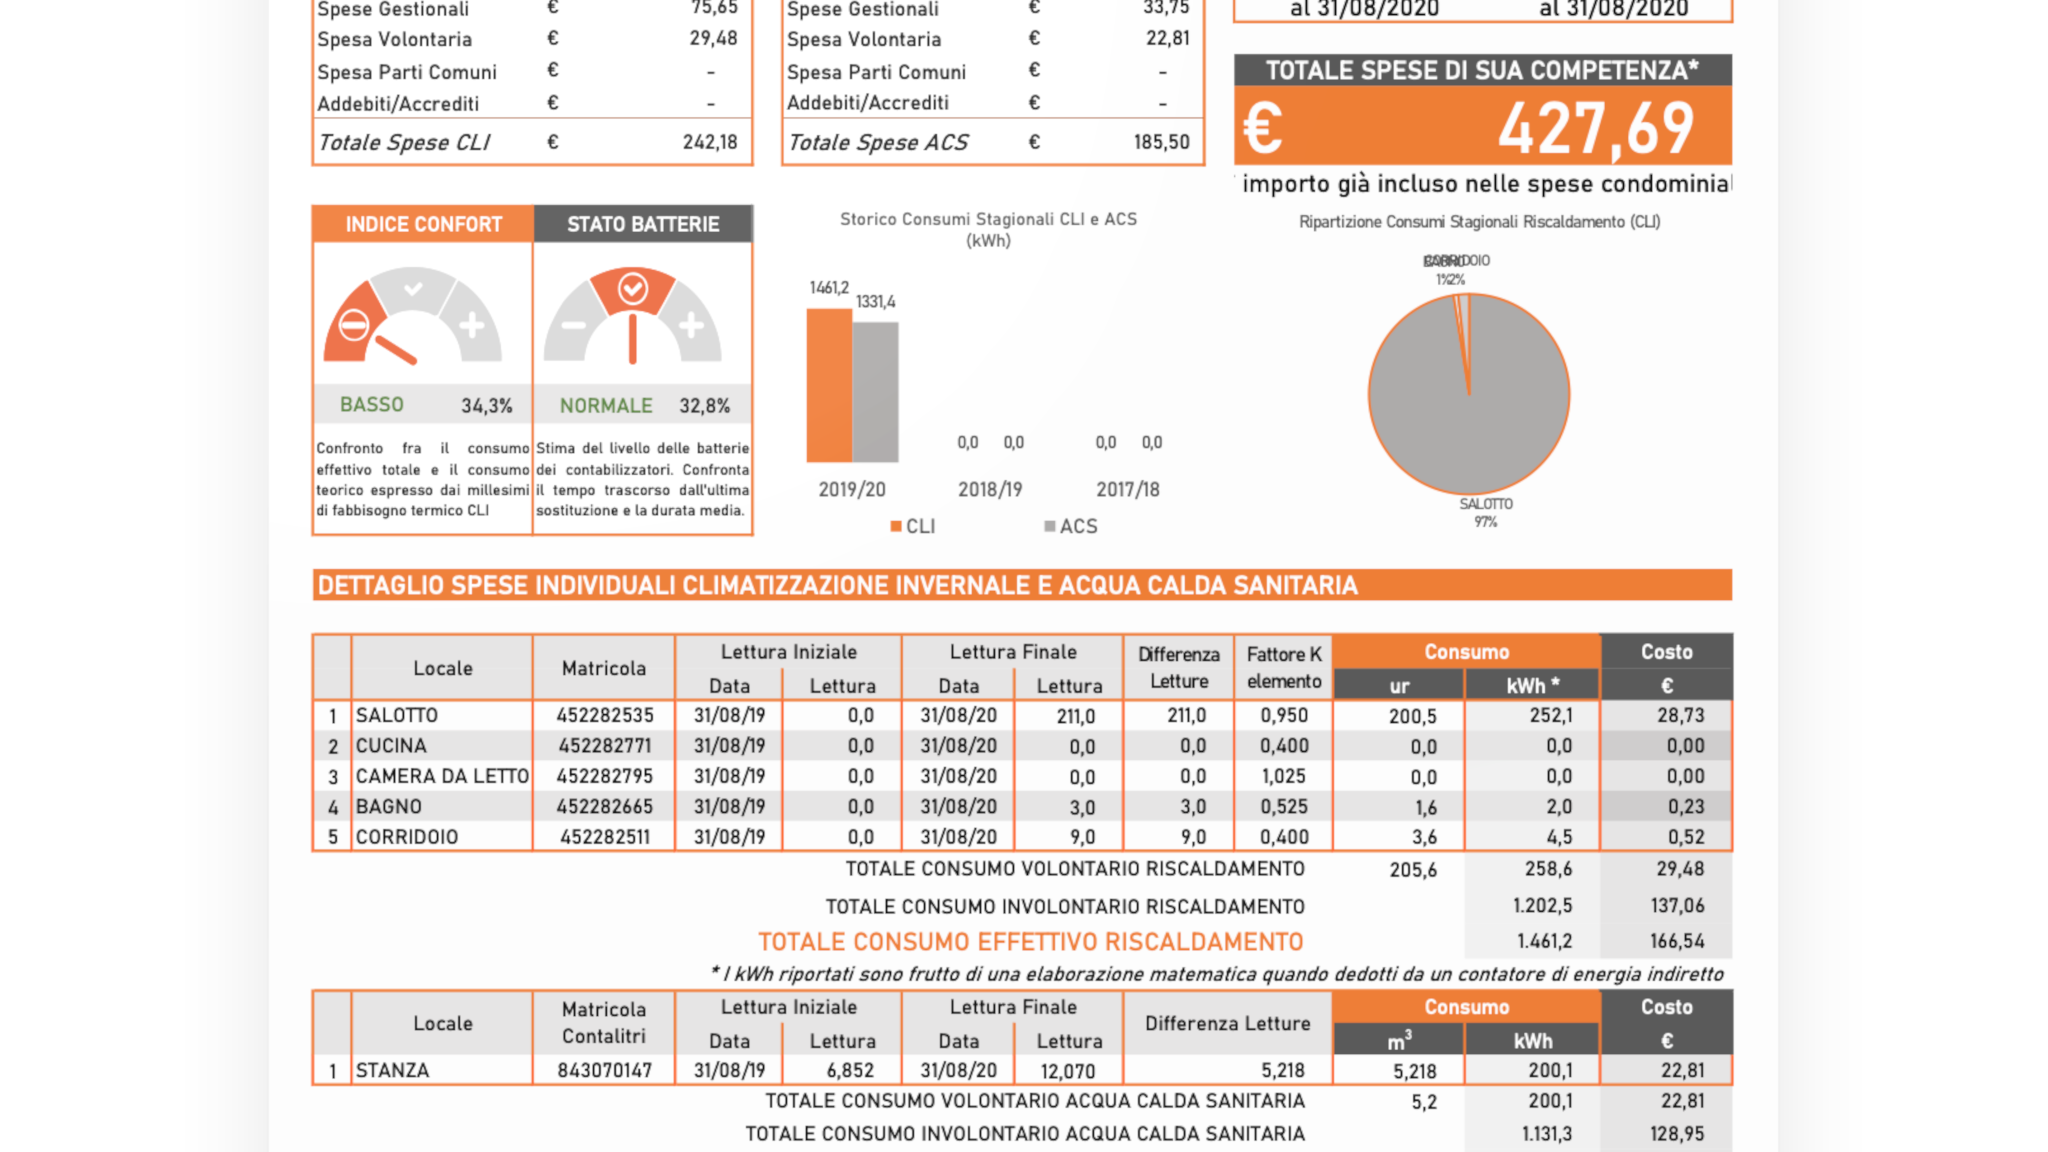 Spese Gestionali € 75,65
Spesa Volontaria € 29,48
Spesa Parti Comuni € -
Addebiti/Accrediti € -
Totale Spese CLI € 242,18
Spese Gestionali € 33,75
Spesa Volontaria € 22,81
Spesa Parti Comuni € -
Addebiti/Accrediti € -
Totale Spese ACS € 185,50
al 31/08/2020 al 31/08/2020
TOTALE SPESE DI SUA COMPETENZA*
€ 427,69
importo già incluso nelle spese condominial
INDICE CONFORT
BASSO 34,3%
Confronto fra il consumo
effettivo totale e il consumo
teorico espresso dai millesimi
di fabbisogno termico CLI
STATO BATTERIE
NORMALE 32,8%
Stima del livello delle batterie
dei contabilizzatori. Confronta
il tempo trascorso dall'ultima
sostituzione e la durata media.
Storico Consumi Stagionali CLI e ACS
(kWh)
1461,2 1331,4
0,0 0,0 0,0 0,0
2019/20 2018/19 2017/18
CLI ACS
Ripartizione Consumi Stagionali Riscaldamento (CLI)
CORRIDOIO
1% 2%
SALOTTO
97%
DETTAGLIO SPESE INDIVIDUALI CLIMATIZZAZIONE INVERNALE E ACQUA CALDA SANITARIA
Locale Matricola Lettura Iniziale Lettura Finale Differenza Letture Fattore K elemento Consumo Costo
Data Lettura Data Lettura ur kWh * €
1 SALOTTO 452282535 31/08/19 0,0 31/08/20 211,0 211,0 0,950 200,5 252,1 28,73
2 CUCINA 452282771 31/08/19 0,0 31/08/20 0,0 0,0 0,400 0,0 0,0 0,00
3 CAMERA DA LETTO 452282795 31/08/19 0,0 31/08/20 0,0 0,0 1,025 0,0 0,0 0,00
4 BAGNO 452282665 31/08/19 0,0 31/08/20 3,0 3,0 0,525 1,6 2,0 0,23
5 CORRIDOIO 452282511 31/08/19 0,0 31/08/20 9,0 9,0 0,400 3,6 4,5 0,52
TOTALE CONSUMO VOLONTARIO RISCALDAMENTO 205,6 258,6 29,48
TOTALE CONSUMO INVOLONTARIO RISCALDAMENTO 1.202,5 137,06
TOTALE CONSUMO EFFETTIVO RISCALDAMENTO 1.461,2 166,54
* I kWh riportati sono frutto di una elaborazione matematica quando dedotti da un contatore di energia indiretto
Locale Matricola Contalitri Lettura Iniziale Lettura Finale Differenza Letture Consumo Costo
Data Lettura Data Lettura m³ kWh €
1 STANZA 843070147 31/08/19 6,852 31/08/20 12,070 5,218 5,218 200,1 22,81
TOTALE CONSUMO VOLONTARIO ACQUA CALDA SANITARIA 5,2 200,1 22,81
TOTALE CONSUMO INVOLONTARIO ACQUA CALDA SANITARIA 1.131,3 128,95